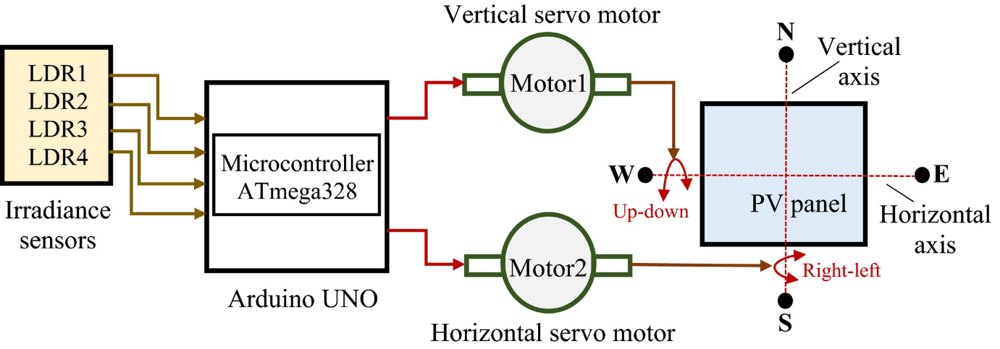 LDR1
LDR2
LDR3
LDR4
Irradiance
sensors
Microcontroller
ATmega328
Arduino UNO
Vertical servo motor
Motor1
Motor2
Horizontal servo motor
N
Vertical
axis
W
E
Up-down
PV panel
Horizontal
axis
Right-left
S